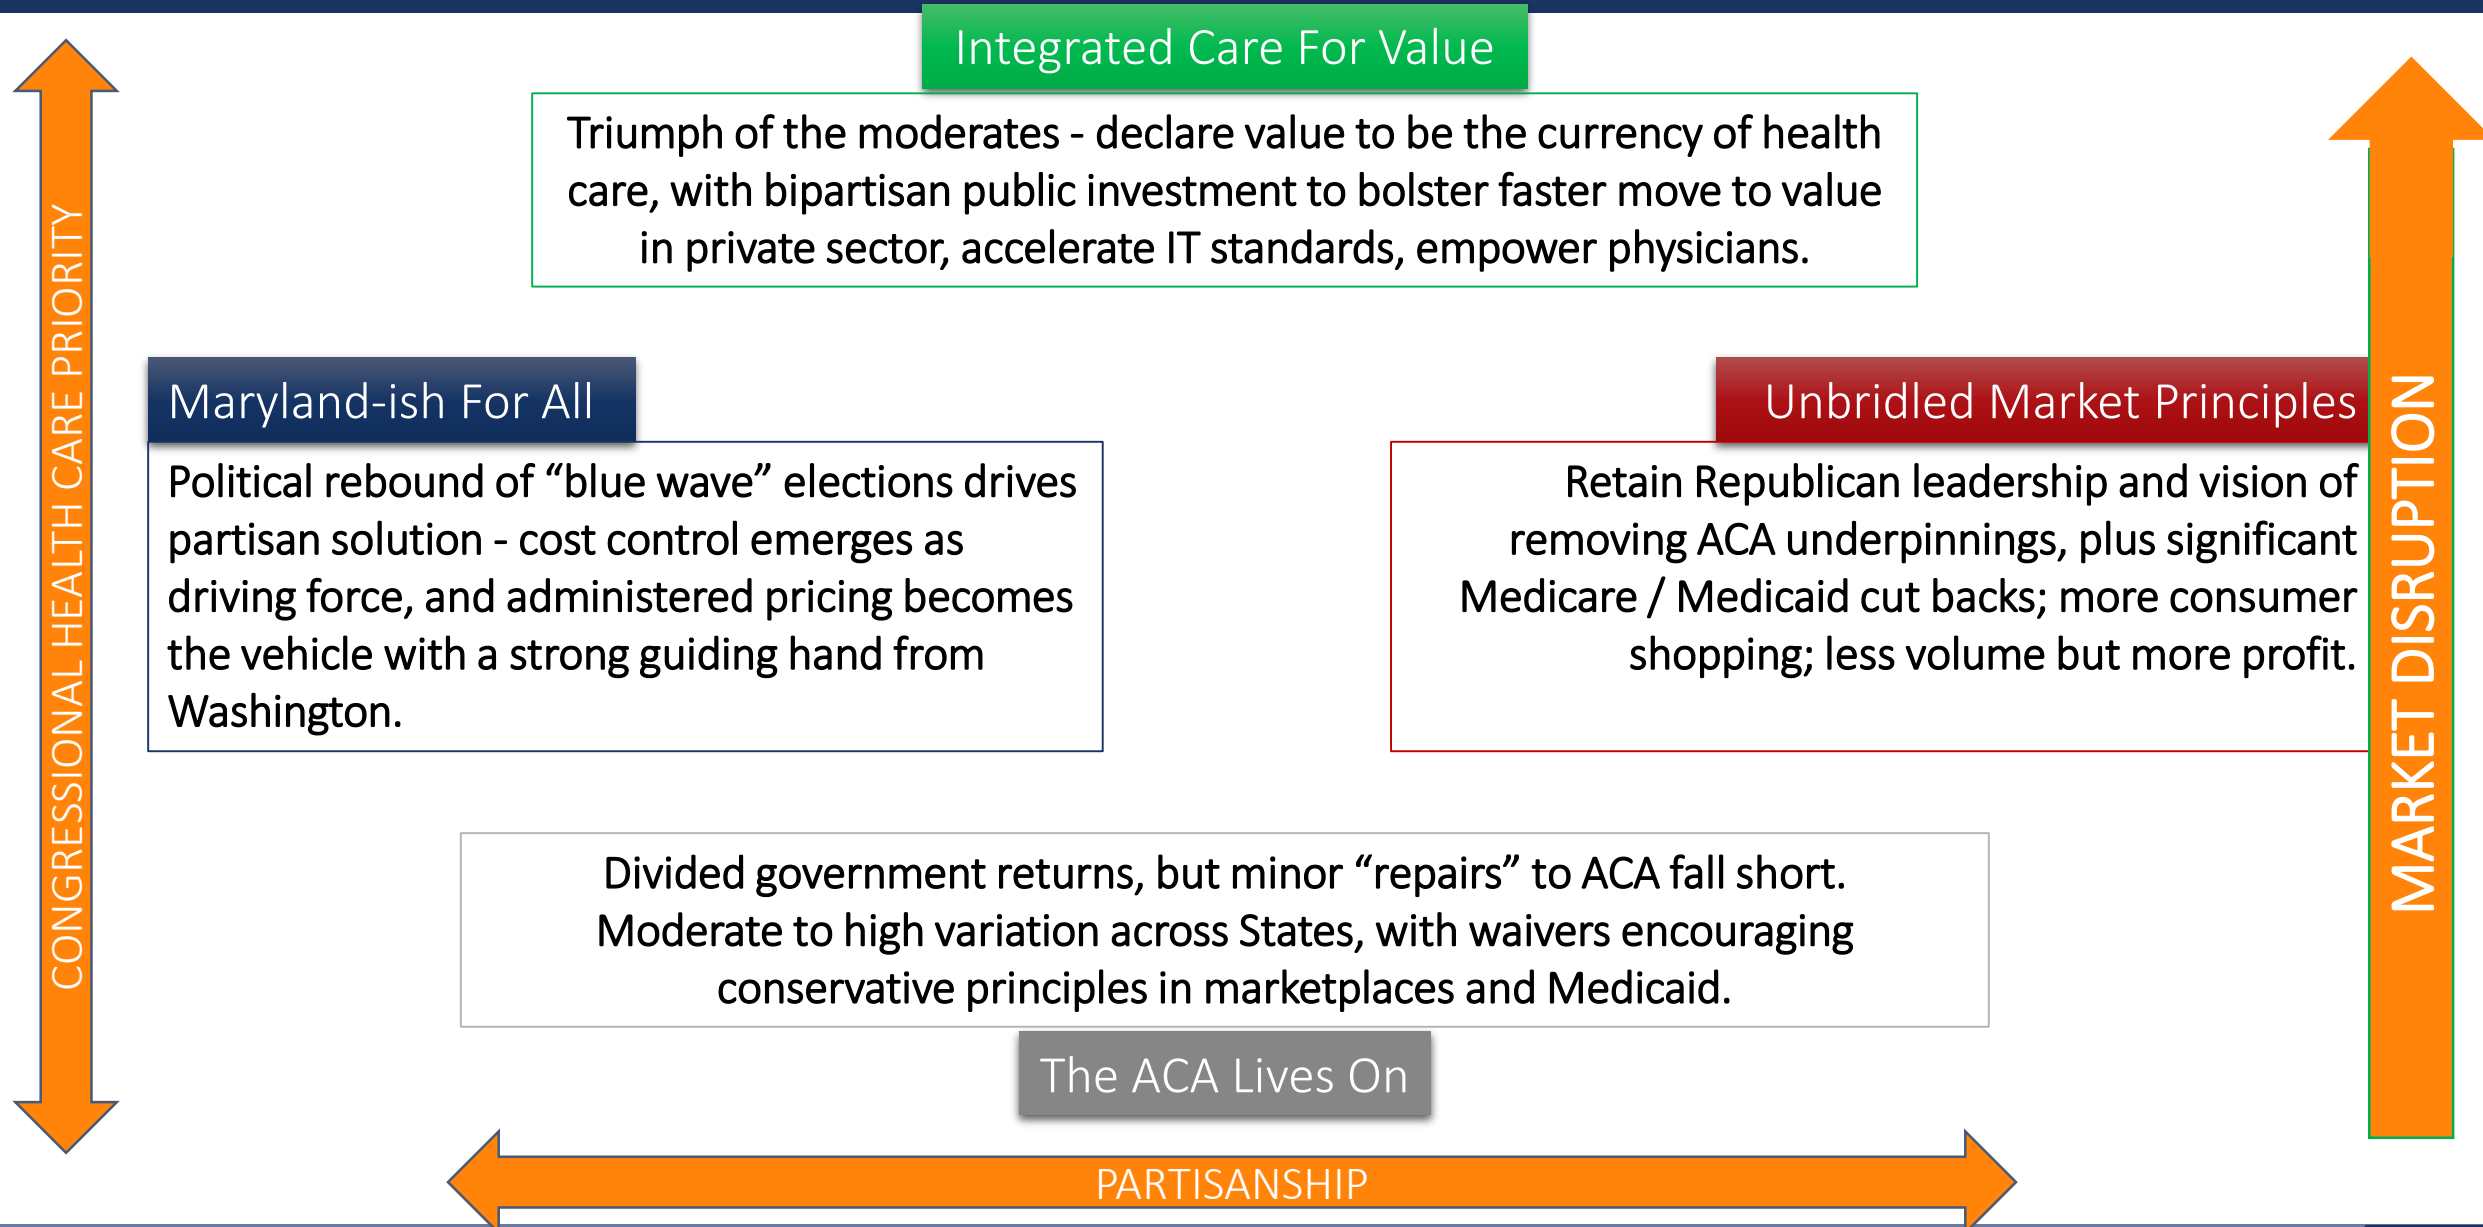 Integrated Care For Value
Triumph of the moderates - declare value to be the currency of health
care, with bipartisan public investment to bolster faster move to value
in private sector, accelerate IT standards, empower physicians.
CONGRESSIONAL HEALTH CARE PRIORITY
Maryland-ish For All
Political rebound of “blue wave” elections drives
partisan solution - cost control emerges as
driving force, and administered pricing becomes
the vehicle with a strong guiding hand from
Washington.
Unbridled Market Principles
Retain Republican leadership and vision of
removing ACA underpinnings, plus significant
Medicare / Medicaid cut backs; more consumer
shopping; less volume but more profit.
MARKET DISRUPTION
Divided government returns, but minor “repairs” to ACA fall short.
Moderate to high variation across States, with waivers encouraging
conservative principles in marketplaces and Medicaid.
The ACA Lives On
PARTISANSHIP